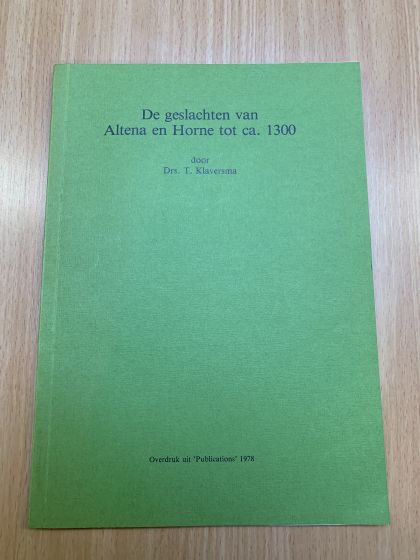 De geslachten van
Altena en Horne tot ca. 1300
door
Drs. T. Klaversma
Overdruk uit 'Publications' 1978